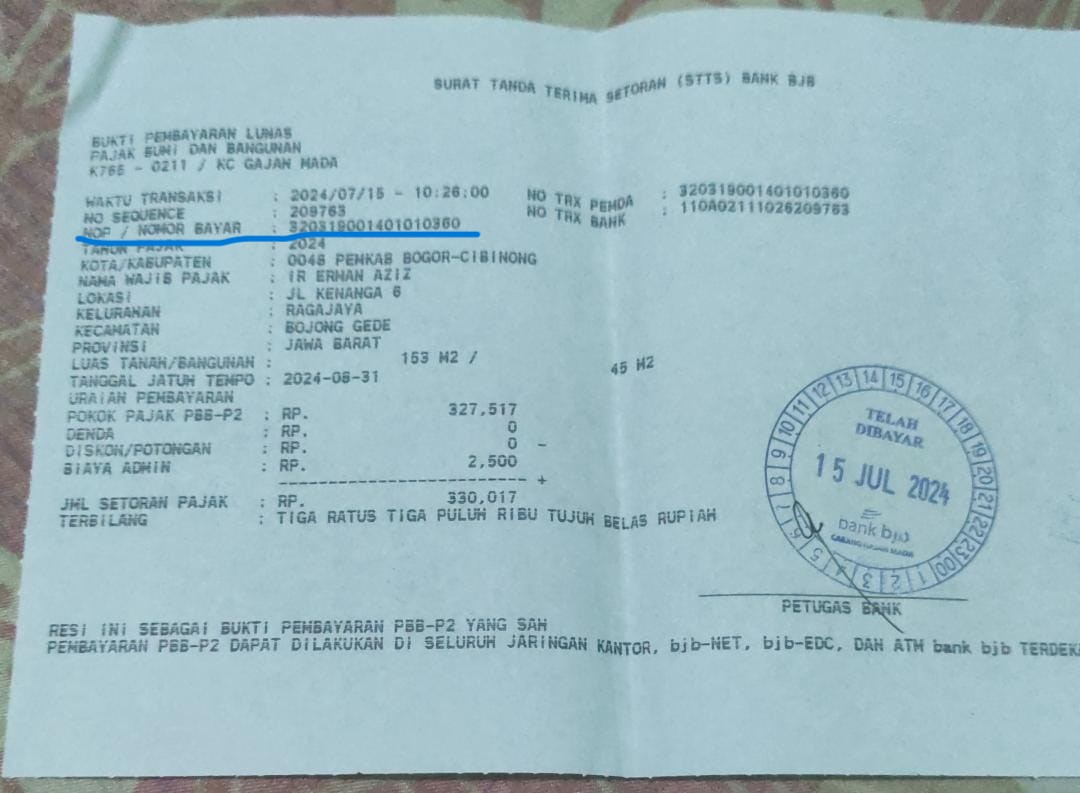 SURAT TANDA TERIMA SETORAN (STTS) BANK BJB
BUKTI PEMBAYARAN LUNAS
PAJAK BUMI DAN BANGUNAN
K765 - 0211 / KC GAJAH MADA
WAKTU TRANSAKSI : 2024/07/15 - 10:26:00 NO TRX PEMDA : 320319001401010360
NO SEQUENCE : 209763 NO TRX BANK : 110A02111026209763
NOP / NOMOR BAYAR : 320319001401010360
TAHUN PAJAK : 2024
KOTA/KABUPATEN : 0048 PEMKAB BOGOR-CIBINONG
NAMA WAJIB PAJAK : IR ERHAN AZIZ
LOKASI : JL KENANGA 6
KELURAHAN : RAGAJAYA
KECAMATAN : BOJONG GEDE
PROVINSI : JAWA BARAT
LUAS TANAH/BANGUNAN : 153 M2 / 45 M2
TANGGAL JATUH TEMPO : 2024-08-31
URAIAN PEMBAYARAN
POKOK PAJAK PBB-P2 : RP. 327,517
DENDA : RP. 0
DISKON/POTONGAN : RP. 0 -
BIAYA ADMIN : RP. 2,500
------------------------------ +
JML SETORAN PAJAK : RP. 330,017
TERBILANG : TIGA RATUS TIGA PULUH RIBU TUJUH BELAS RUPIAH
TELAH
DIBAYAR
15 JUL 2024
bank bjb
CABANG GAJAH MADA
1 2 3 4 5 6 7 8 9 10 11 12 13 14 15 16 17 18 19 20 21 22 23 00
PETUGAS BANK
RESI INI SEBAGAI BUKTI PEMBAYARAN PBB-P2 YANG SAH
PEMBAYARAN PBB-P2 DAPAT DILAKUKAN DI SELURUH JARINGAN KANTOR, bjb-NET, bjb-EDC, DAN ATM bank bjb TERDEKA